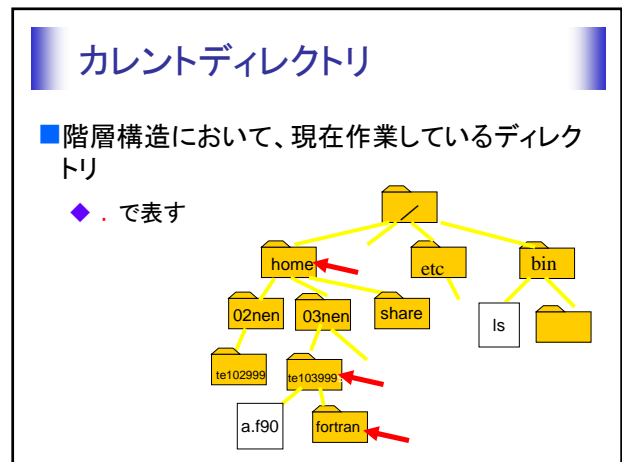 カレントディレクトリ
階層構造において、現在作業しているディレク
トリ
. で表す
/
home
etc
bin
02nen
03nen
share
ls
te102999
te103999
a.f90
fortran